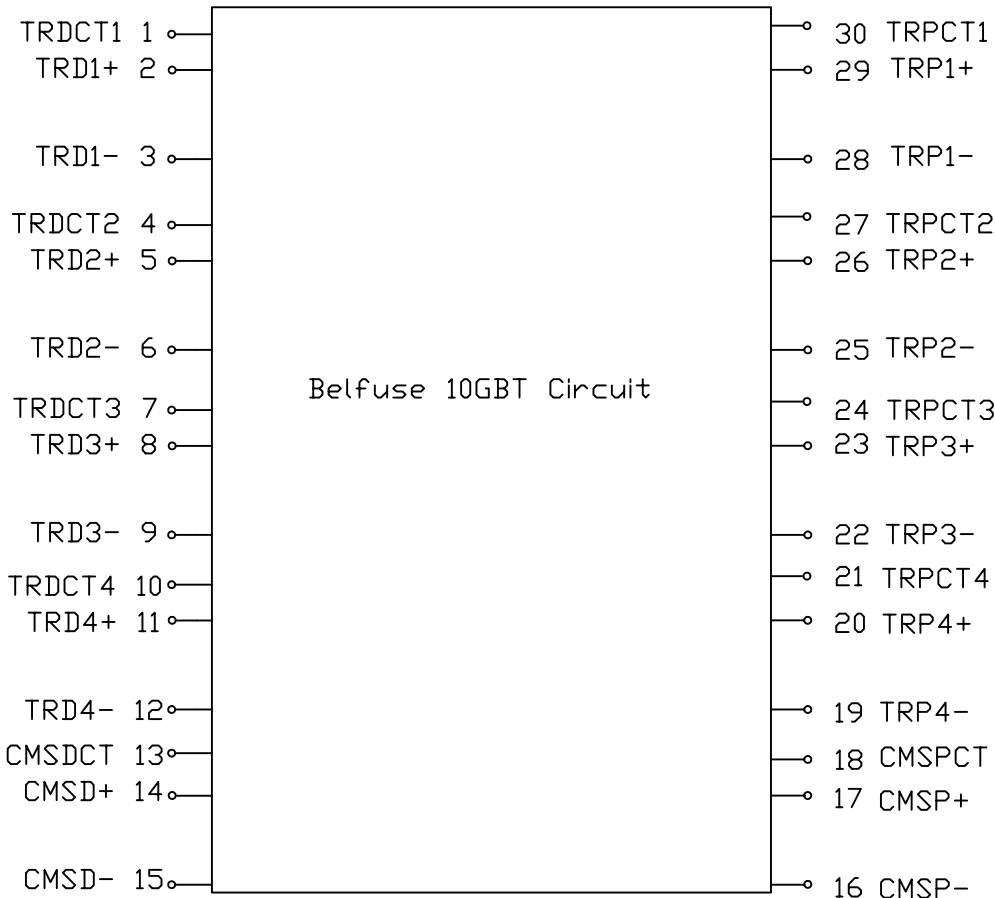 TRDCT1 1 30 TRPCT1
TRD1+ 2 29 TRP1+
TRD1- 3 28 TRP1-
TRDCT2 4 27 TRPCT2
TRD2+ 5 26 TRP2+
TRD2- 6 25 TRP2-
Belfuse 10GBT Circuit
TRDCT3 7 24 TRPCT3
TRD3+ 8 23 TRP3+
TRD3- 9 22 TRP3-
TRDCT4 10 21 TRPCT4
TRD4+ 11 20 TRP4+
TRD4- 12 19 TRP4-
CMSDCT 13 18 CMSPCT
CMSD+ 14 17 CMSP+
CMSD- 15 16 CMSP-